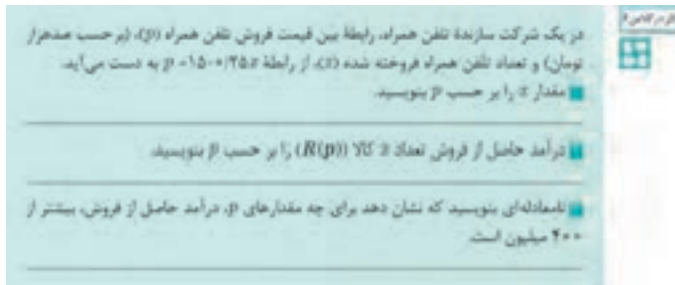 کار در کلاس
در یک شرکت سازندهٔ تلفن همراه، رابطهٔ بین قیمت فروش تلفن همراه (p)، (برحسب صدهزار
تومان) و تعداد تلفن همراه فروخته شده (x)، از رابطهٔ p = ۱۵۰ - ۰/۲۵x به دست می‌آید.
مقدار x را بر حسب p بنویسید.
درآمد حاصل از فروش تعداد x کالا (R(p)) را بر حسب p بنویسید.
نامعادله‌ای بنویسید که نشان دهد برای چه مقدارهای p، درآمد حاصل از فروش، بیشتر از
۴۰۰ میلیون است.